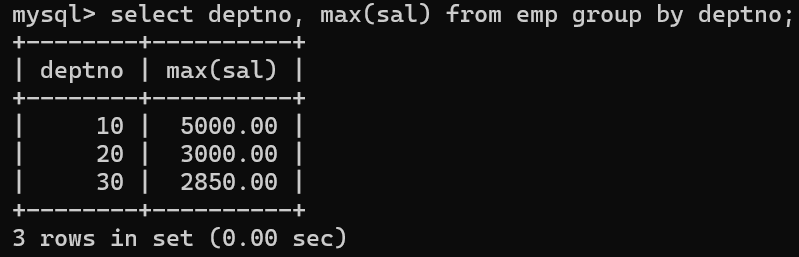 mysql> select deptno, max(sal) from emp group by deptno;
+--------+----------+
| deptno | max(sal) |
+--------+----------+
|     10 |  5000.00 |
|     20 |  3000.00 |
|     30 |  2850.00 |
+--------+----------+
3 rows in set (0.00 sec)